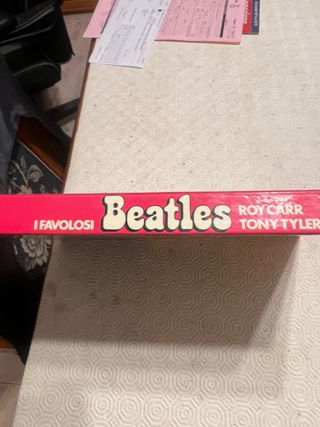 I FAVOLOSI Beatles ROY CARR
TONY TYLER